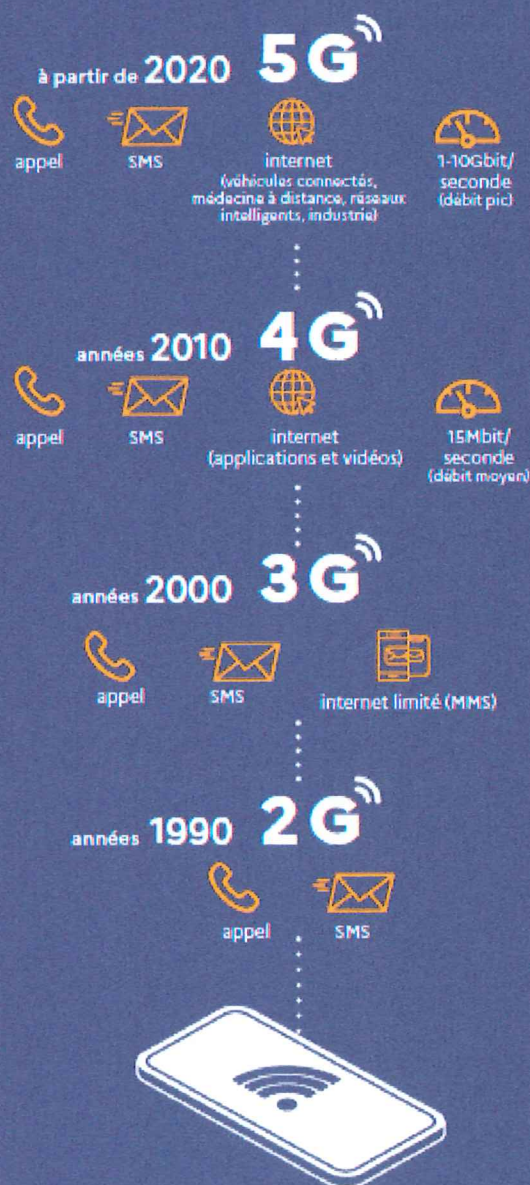 à partir de 2020 5G
appel
SMS
internet
(véhicules connectés,
médecine à distance, réseaux
intelligents, industrie)
1-10Gbit/
seconde
(débit pic)
années 2010 4G
appel
SMS
internet
(applications et vidéos)
15Mbit/
seconde
(débit moyen)
années 2000 3G
appel
SMS
internet limité (MMS)
années 1990 2G
appel
SMS